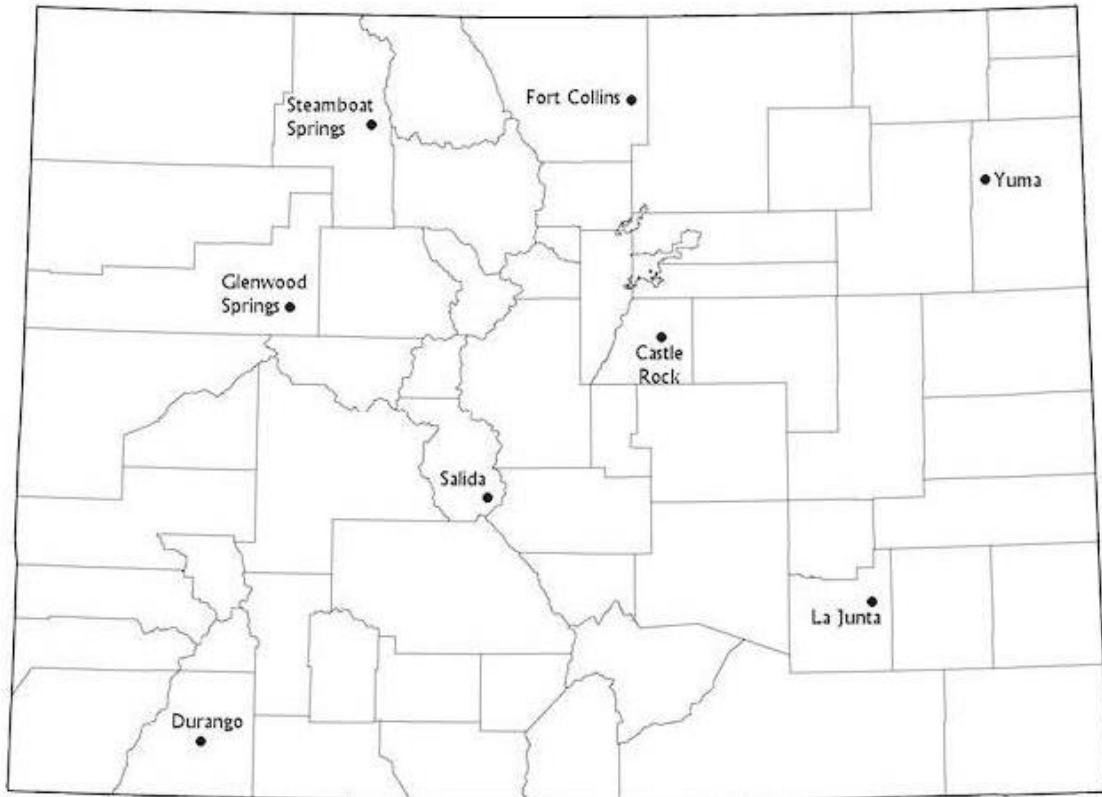 Fort Collins
Steamboat
Springs
Yuma
Glenwood
Springs
Castle
Rock
Salida
La Junta
Durango